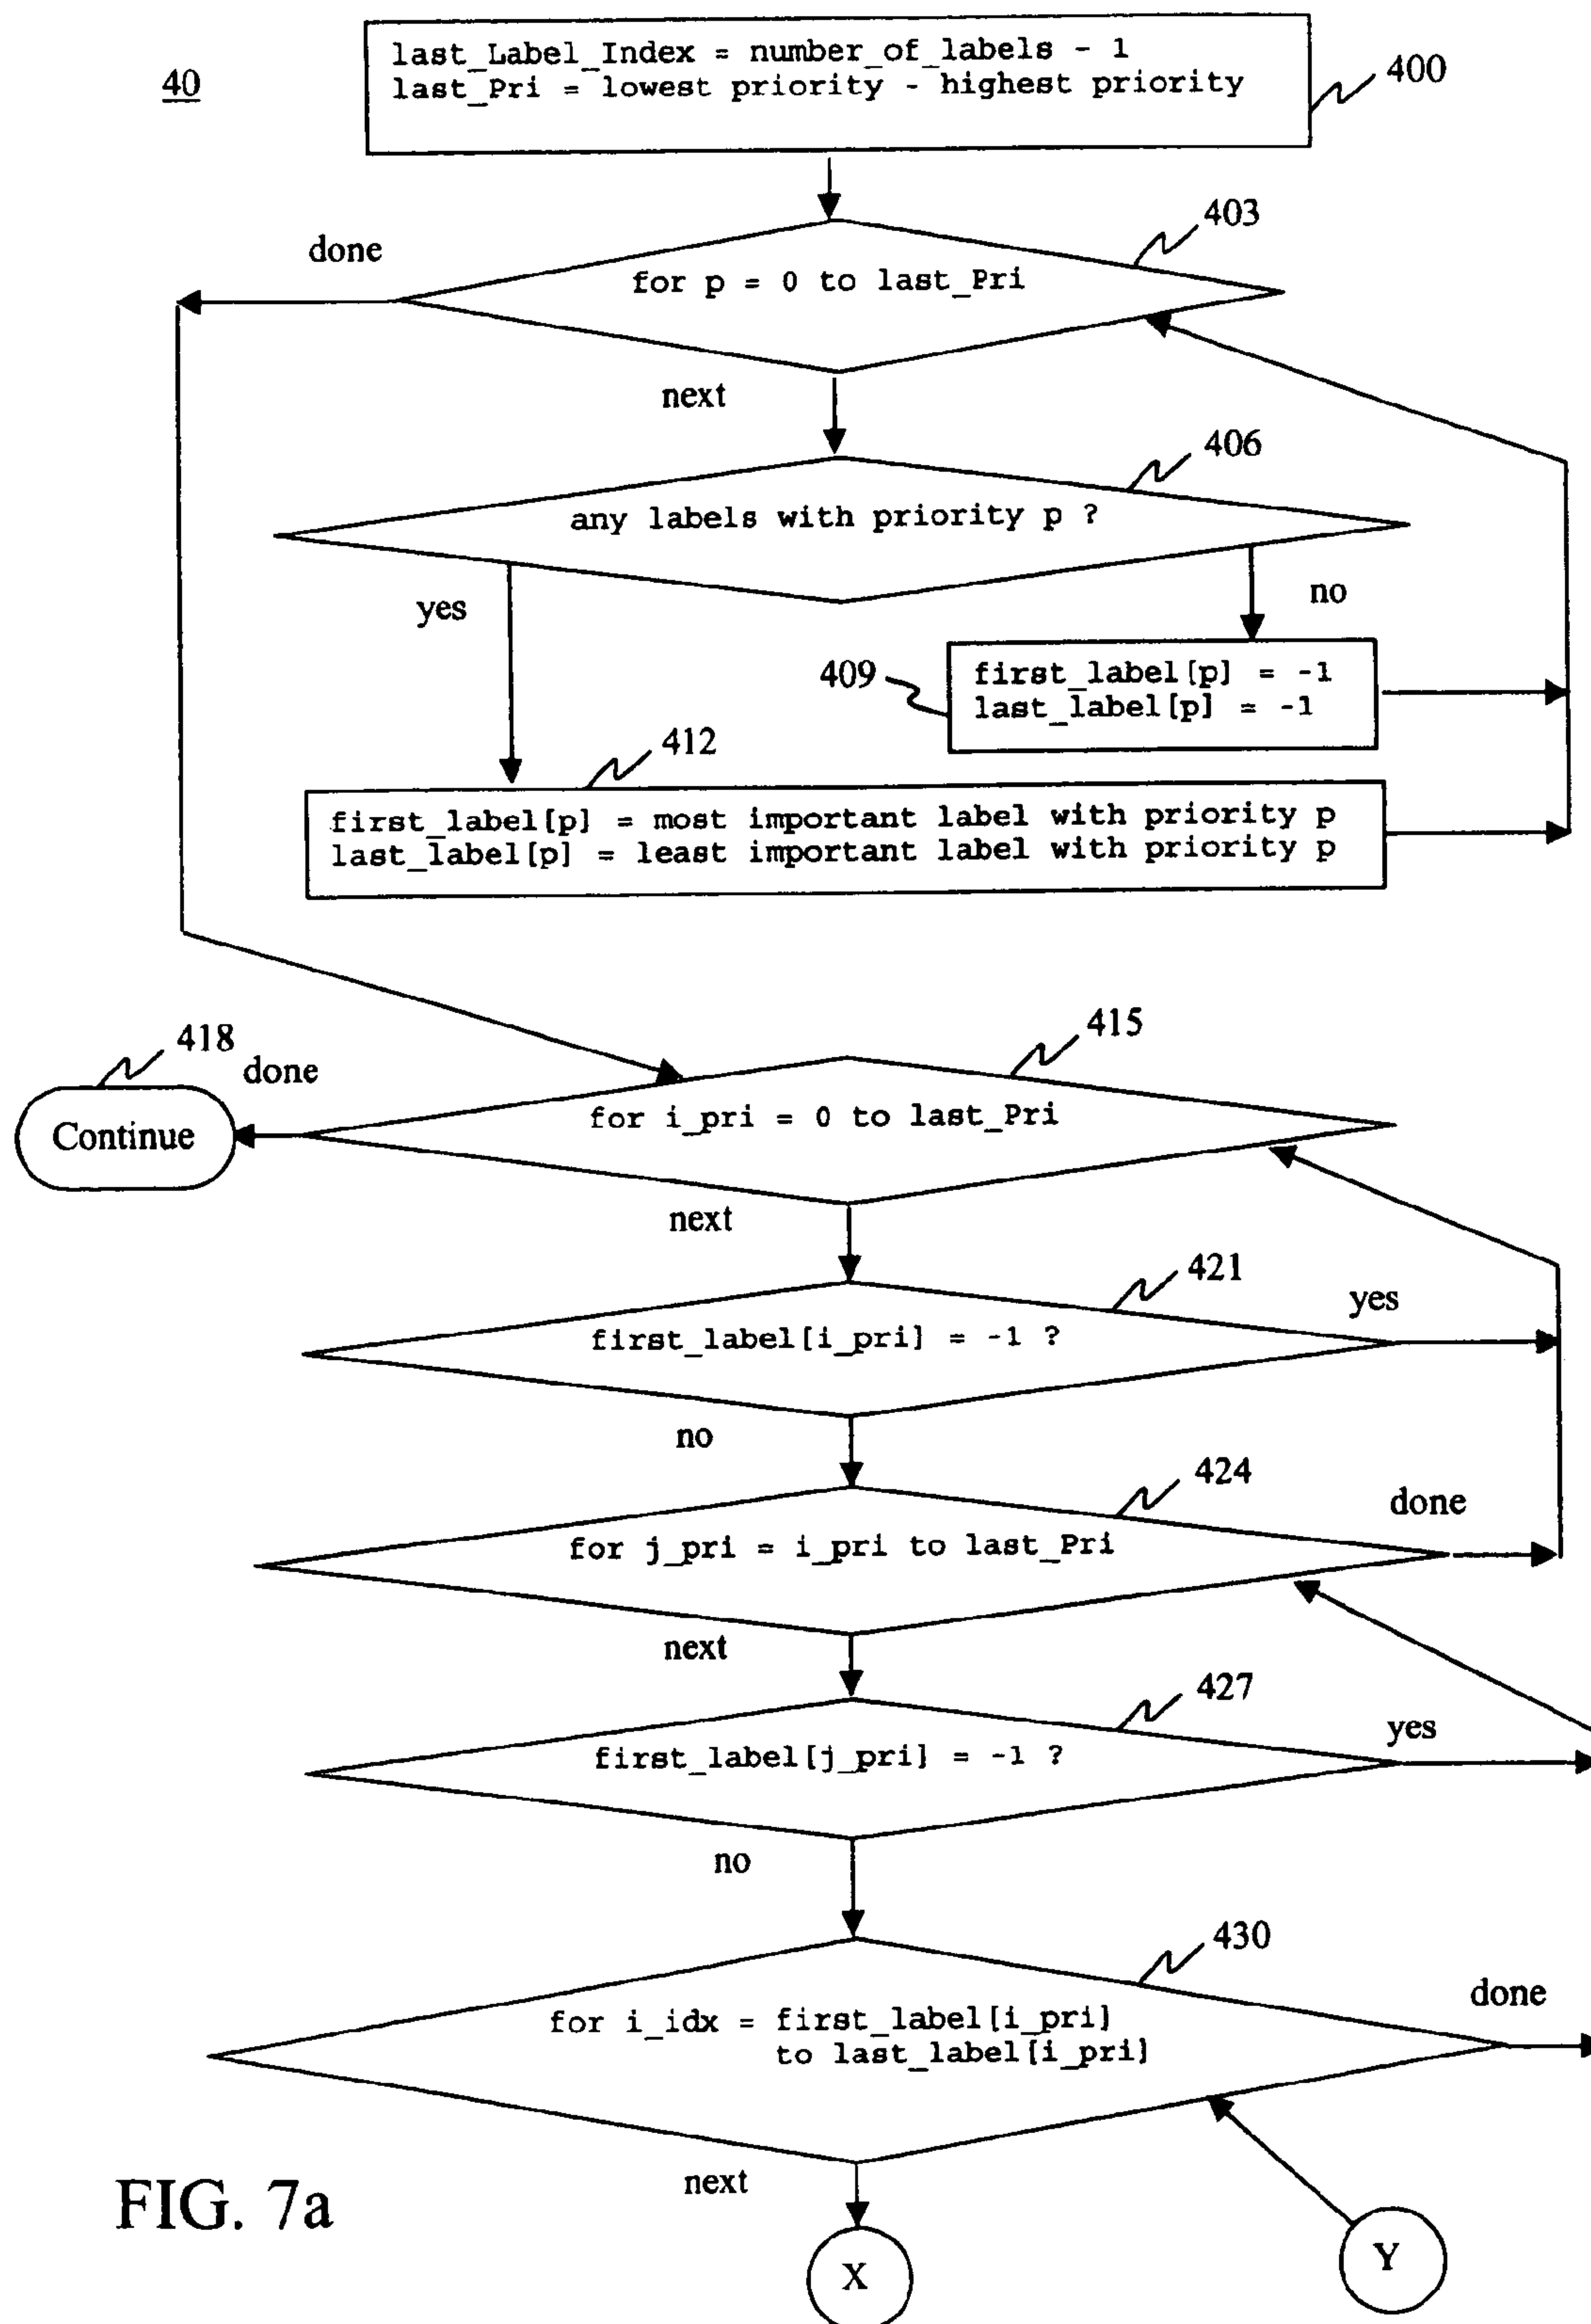 40
last_Label_Index = number_of_labels - 1
last_Pri = lowest priority - highest priority
400
403
done
for p = 0 to last_Pri
next
406
any labels with priority p ?
yes
no
409
first_label[p] = -1
last_label[p] = -1
412
first_label[p] = most important label with priority p
last_label[p] = least important label with priority p
418
415
done
Continue
for i_pri = 0 to last_Pri
next
421
yes
first_label[i_pri] = -1 ?
no
424
done
for j_pri = i_pri to last_Pri
next
427
yes
first_label[j_pri] = -1 ?
no
430
done
for i_idx = first_label[i_pri]
to last_label[i_pri]
next
FIG. 7a
X
Y